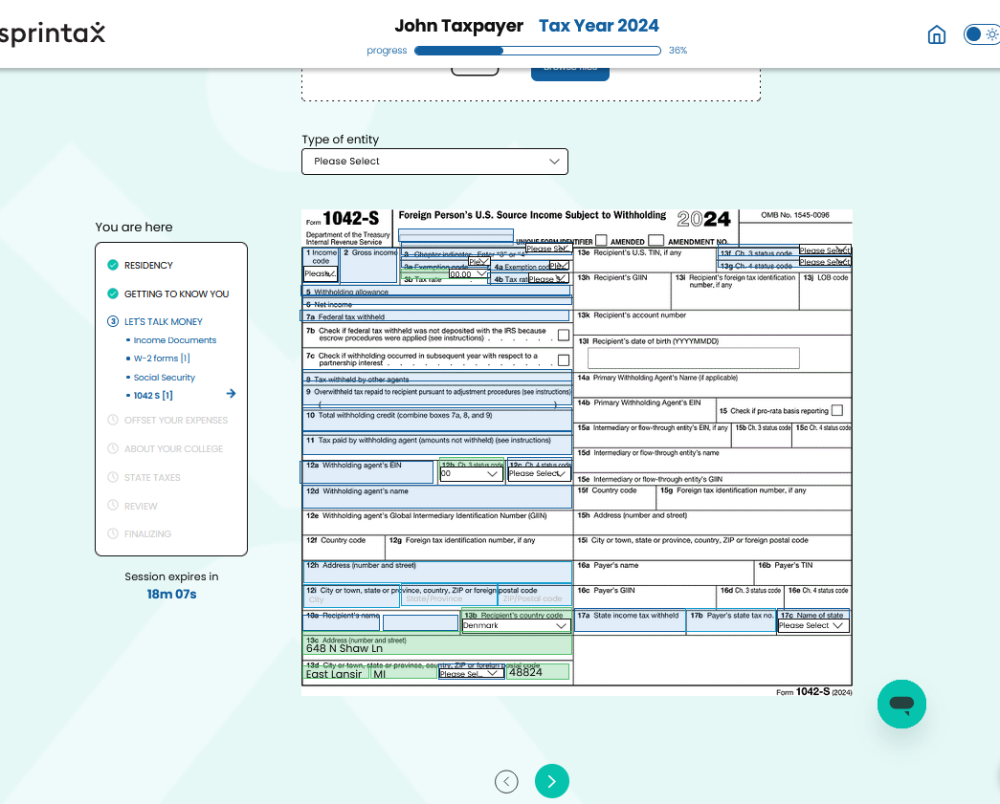 sprintax
John Taxpayer Tax Year 2024
progress 36%
Browse files
Type of entity
Please Select
You are here
RESIDENCY
GETTING TO KNOW YOU
3 LET'S TALK MONEY
Income Documents
W-2 forms [1]
Social Security
1042 S [1]
OFFSET YOUR EXPENSES
ABOUT YOUR COLLEGE
STATE TAXES
REVIEW
FINALIZING
Session expires in
18m 07s
Form 1042-S
Department of the Treasury
Internal Revenue Service
Foreign Person's U.S. Source Income Subject to Withholding
2024
OMB No. 1545-0096
UNIQUE FORM IDENTIFIER AMENDED AMENDMENT NO.
1 Income code
Please
2 Gross income
3 Chapter indicator. Enter "3" or "4"
Please Sel
3a Exemption code
Ple
4a Exemption code
Ple
3b Tax rate 00.00
4b Tax rate Please S
5 Withholding allowance
6 Net income
7a Federal tax withheld
7b Check if federal tax withheld was not deposited with the IRS because
escrow procedures were applied (see instructions) . . . . . .
7c Check if withholding occurred in subsequent year with respect to a
partnership interest . . . . . . . . . .
8 Tax withheld by other agents
9 Overwithheld tax repaid to recipient pursuant to adjustment procedures (see instructions)
( )
10 Total withholding credit (combine boxes 7a, 8, and 9)
11 Tax paid by withholding agent (amounts not withheld) (see instructions)
12a Withholding agent's EIN
12b Ch. 3 status code
00
12c Ch. 4 status code
Please Select
12d Withholding agent's name
12e Withholding agent's Global Intermediary Identification Number (GIIN)
12f Country code
12g Foreign tax identification number, if any
12h Address (number and street)
12i City or town, state or province, country, ZIP or foreign postal code
City State/Province ZIP/Postal code
13a Recipient's name
13b Recipient's country code
Denmark
13c Address (number and street)
648 N Shaw Ln
13d City or town, state or province, country, ZIP or foreign postal code
East Lansir MI Please Sel... 48824
13e Recipient's U.S. TIN, if any
13f Ch. 3 status code Please Select
13g Ch. 4 status code Please Select
13h Recipient's GIIN
13i Recipient's foreign tax identification
number, if any
13j LOB code
13k Recipient's account number
13l Recipient's date of birth (YYYYMMDD)
14a Primary Withholding Agent's Name (if applicable)
14b Primary Withholding Agent's EIN
15 Check if pro-rata basis reporting
15a Intermediary or flow-through entity's EIN, if any
15b Ch. 3 status code
15c Ch. 4 status code
15d Intermediary or flow-through entity's name
15e Intermediary or flow-through entity's GIIN
15f Country code
15g Foreign tax identification number, if any
15h Address (number and street)
15i City or town, state or province, country, ZIP or foreign postal code
16a Payer's name
16b Payer's TIN
16c Payer's GIIN
16d Ch. 3 status code
16e Ch. 4 status code
17a State income tax withheld
17b Payer's state tax no.
17c Name of state
Please Select
Form 1042-S (2024)